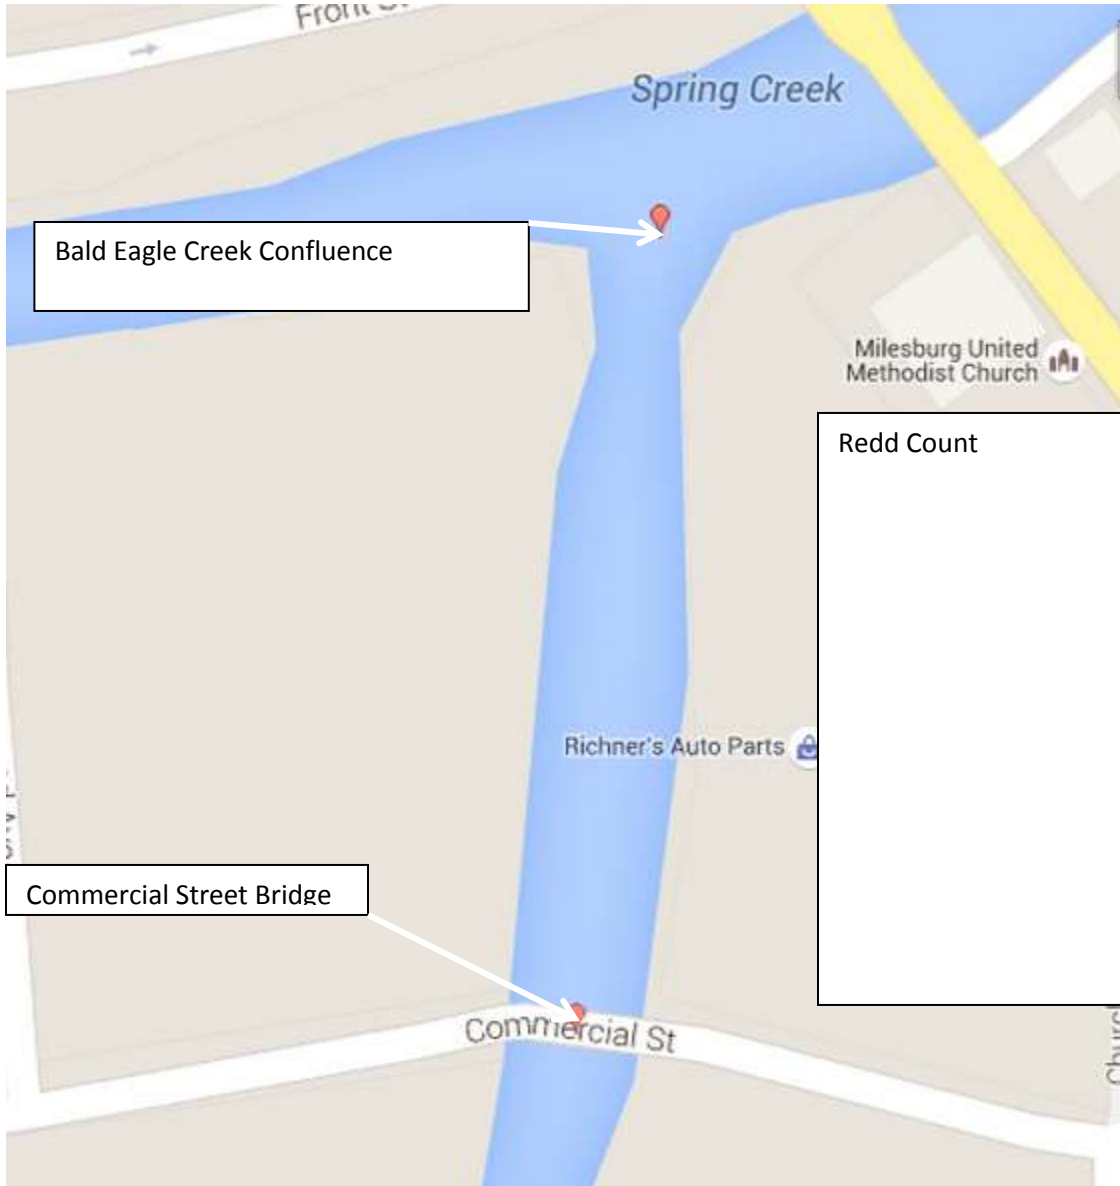 Front
Spring Creek
Bald Eagle Creek Confluence
Milesburg United
Methodist Church
Redd Count
Richner's Auto Parts
Commercial Street Bridge
Commercial St